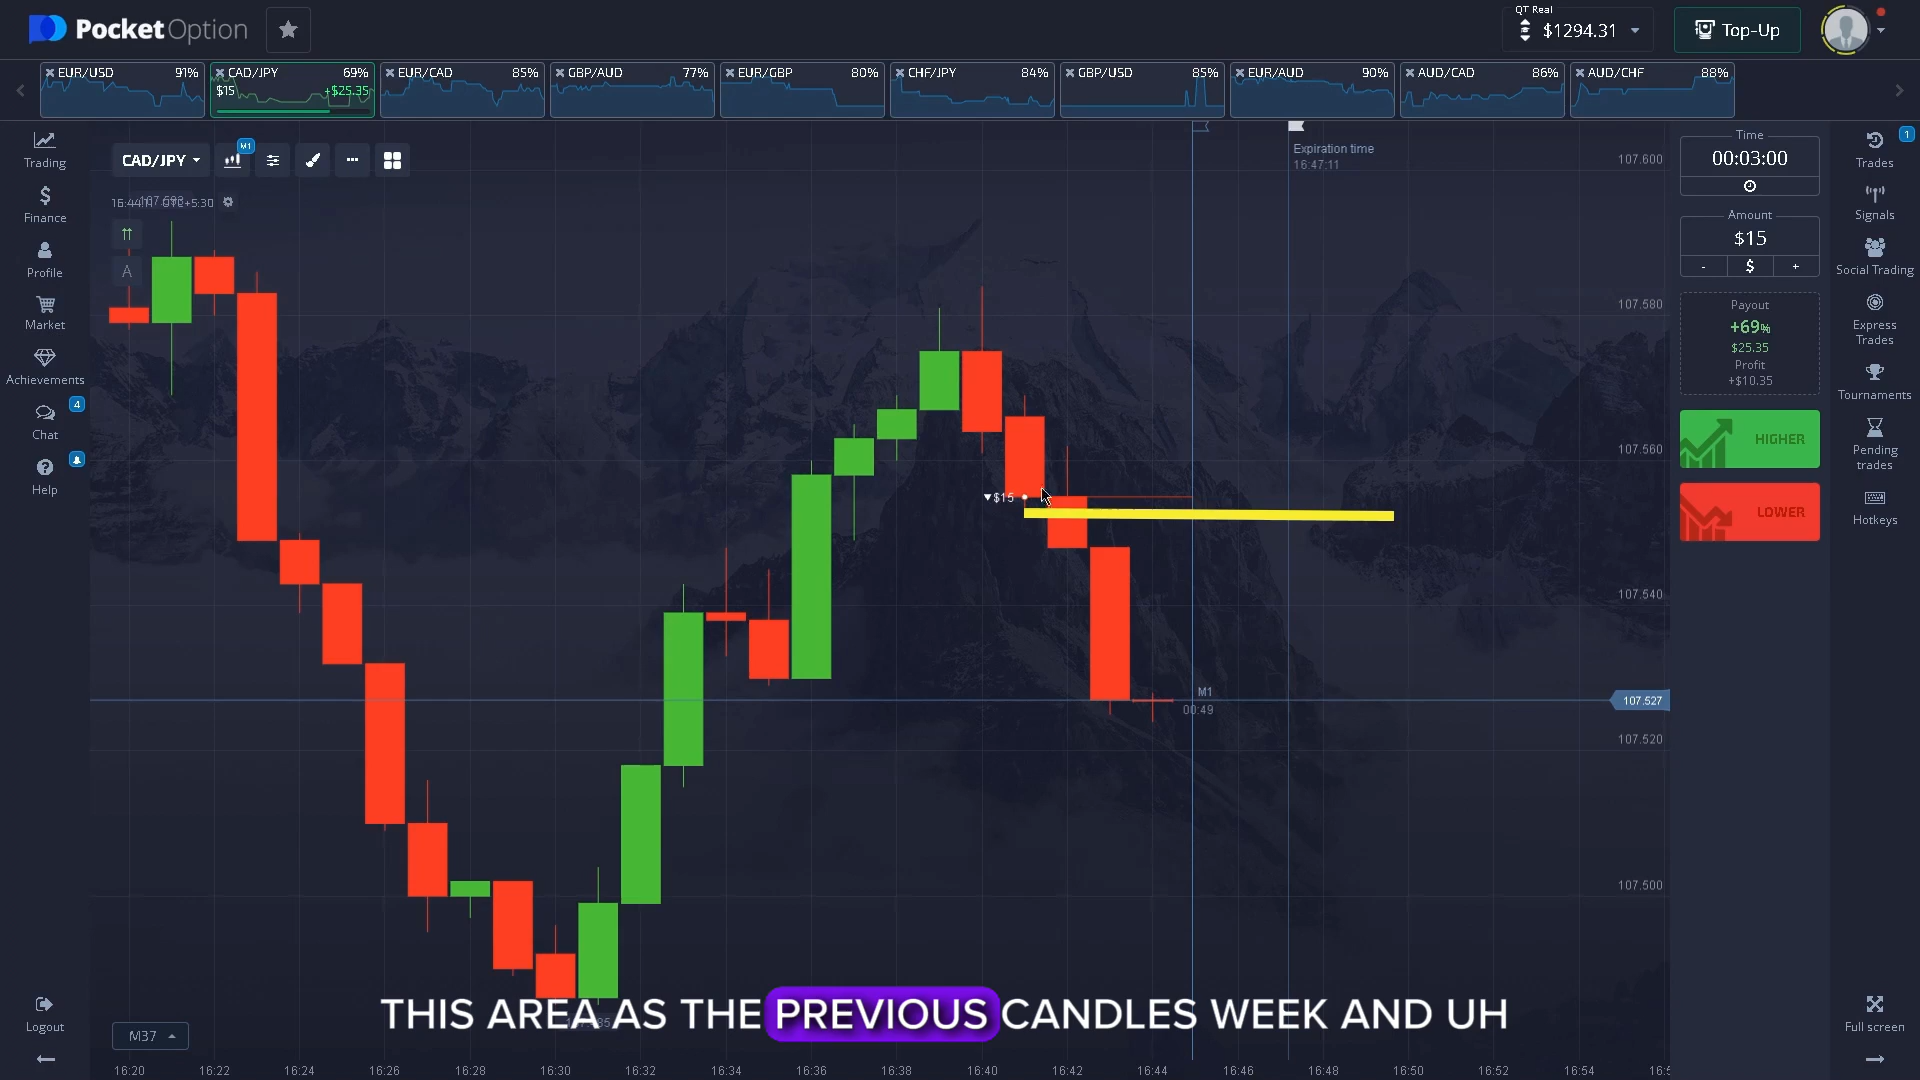 PocketOption
QT Real
$1294.31
Top-Up
EUR/USD 91%
CAD/JPY 69%
$15 +$25.35
EUR/CAD 85%
GBP/AUD 77%
EUR/GBP 80%
CHF/JPY 84%
GBP/USD 85%
EUR/AUD 90%
AUD/CAD 86%
AUD/CHF 88%
Trading
Finance
Profile
Market
Achievements
4
Chat
Help
Logout
CAD/JPY
M1
A
Expiration time
16:47:11
107.600
107.580
107.560
107.540
107.520
107.500
$15
M1
00:49
107.527
Time
00:03:00
Amount
$15
- $ +
Payout
+69%
$25.35
Profit
+$10.35
HIGHER
LOWER
1
Trades
Signals
Social Trading
Express
Trades
Tournaments
Pending
trades
Hotkeys
Full screen
THIS AREA AS THE PREVIOUS CANDLES WEEK AND UH
M37
16:20 16:22 16:24 16:26 16:28 16:30 16:32 16:34 16:36 16:38 16:40 16:42 16:44 16:46 16:48 16:50 16:52 16:54